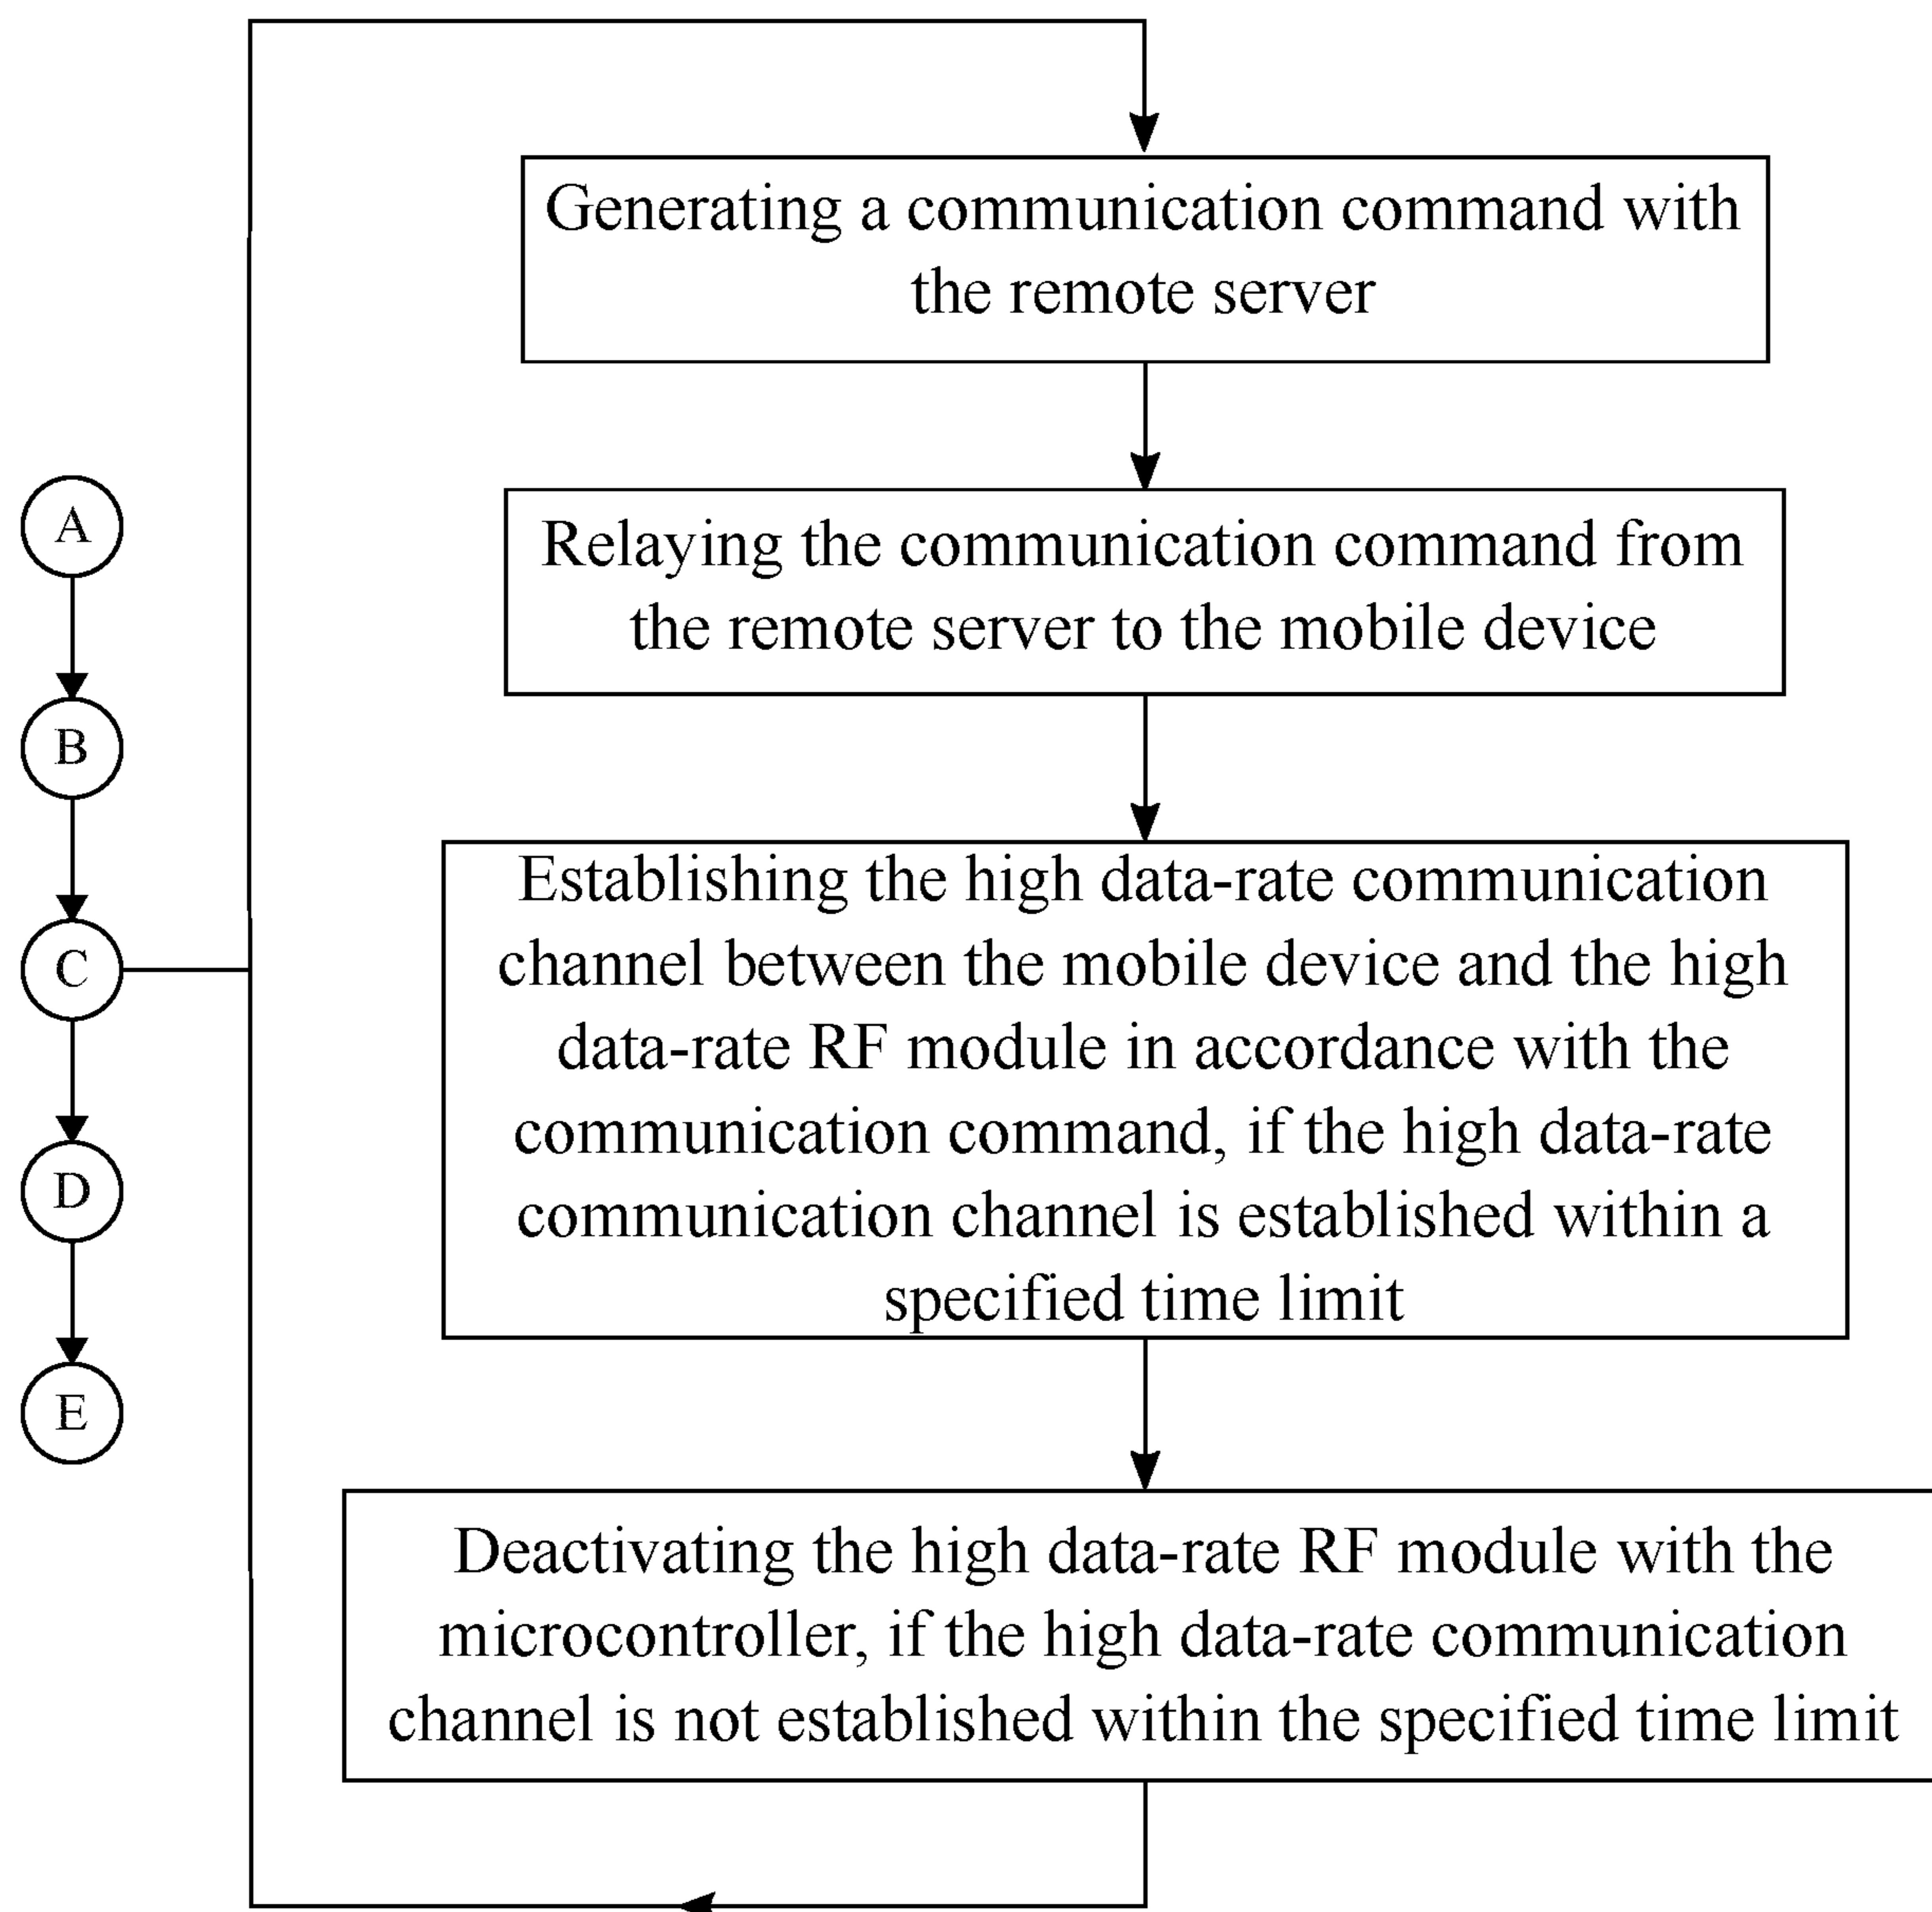 A
B
C
D
E
Generating a communication command with
the remote server
Relaying the communication command from
the remote server to the mobile device
Establishing the high data-rate communication
channel between the mobile device and the high
data-rate RF module in accordance with the
communication command, if the high data-rate
communication channel is established within a
specified time limit
Deactivating the high data-rate RF module with the
microcontroller, if the high data-rate communication
channel is not established within the specified time limit